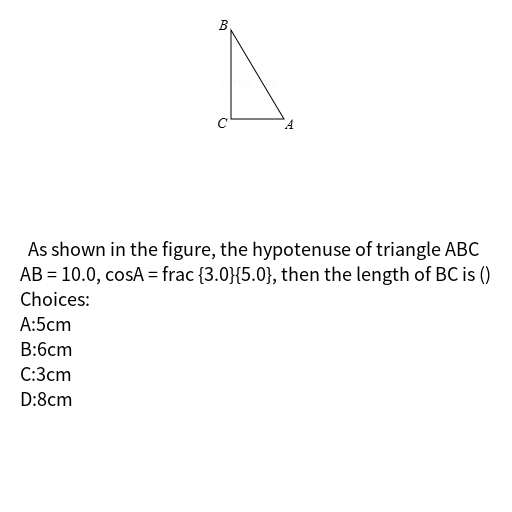 B
C
A
As shown in the figure, the hypotenuse of triangle ABC
AB = 10.0, cosA = frac {3.0}{5.0}, then the length of BC is ()
Choices:
A:5cm
B:6cm
C:3cm
D:8cm